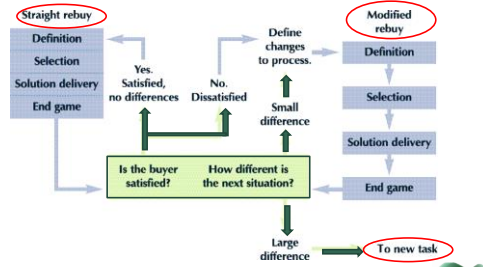 Straight rebuy
Definition
Selection
Solution delivery
End game
Yes.
Satisfied,
no differences
No.
Dissatisfied
Define
changes
to process.
Small
difference
Modified
rebuy
Definition
Selection
Solution delivery
End game
Is the buyer
satisfied?
How different is
the next situation?
Large
difference
To new task